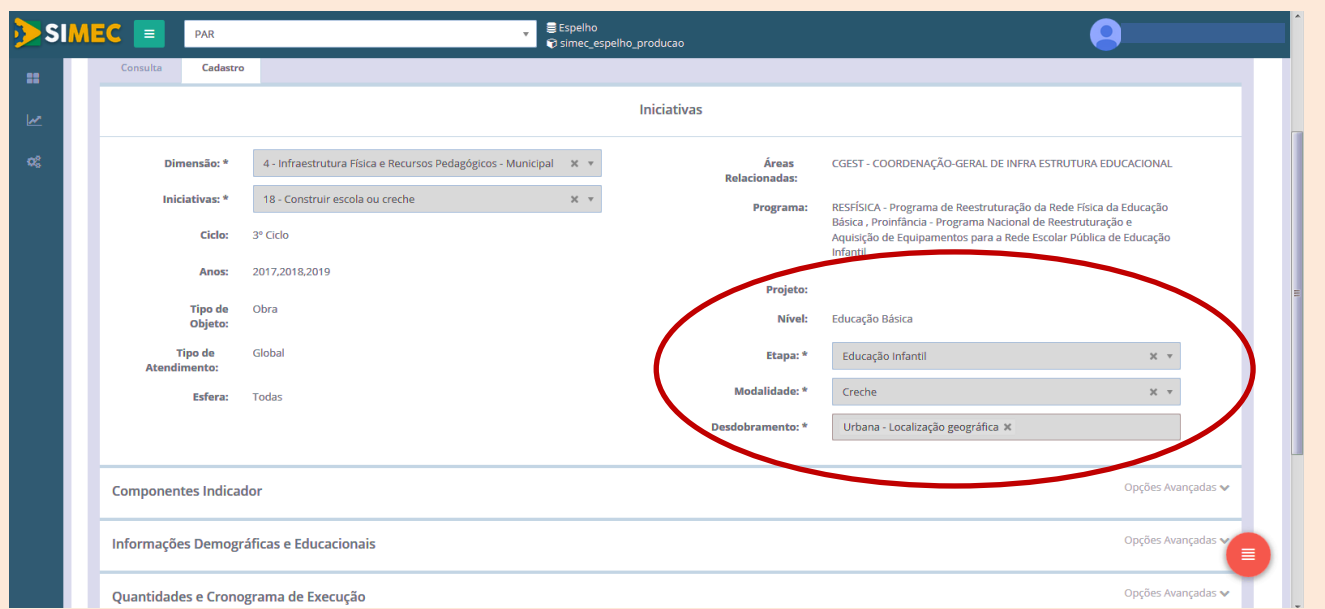 SIMEC
PAR
Espelho
simec_espelho_producao
Consulta
Cadastro
Iniciativas
Dimensão: *
4 - Infraestrutura Física e Recursos Pedagógicos - Municipal
Iniciativas: *
18 - Construir escola ou creche
Ciclo:
3º Ciclo
Anos:
2017,2018,2019
Tipo de
Objeto:
Obra
Tipo de
Atendimento:
Global
Esfera:
Todas
Áreas
Relacionadas:
CGEST - COORDENAÇÃO-GERAL DE INFRA ESTRUTURA EDUCACIONAL
Programa:
RESFÍSICA - Programa de Reestruturação da Rede Física da Educação
Básica , Proinfância - Programa Nacional de Reestruturação e
Aquisição de Equipamentos para a Rede Escolar Pública de Educação
Infantil
Projeto:
Nível:
Educação Básica
Etapa: *
Educação Infantil
Modalidade: *
Creche
Desdobramento: *
Urbana - Localização geográfica
Componentes Indicador
Opções Avançadas
Informações Demográficas e Educacionais
Opções Avançadas
Quantidades e Cronograma de Execução
Opções Avançadas